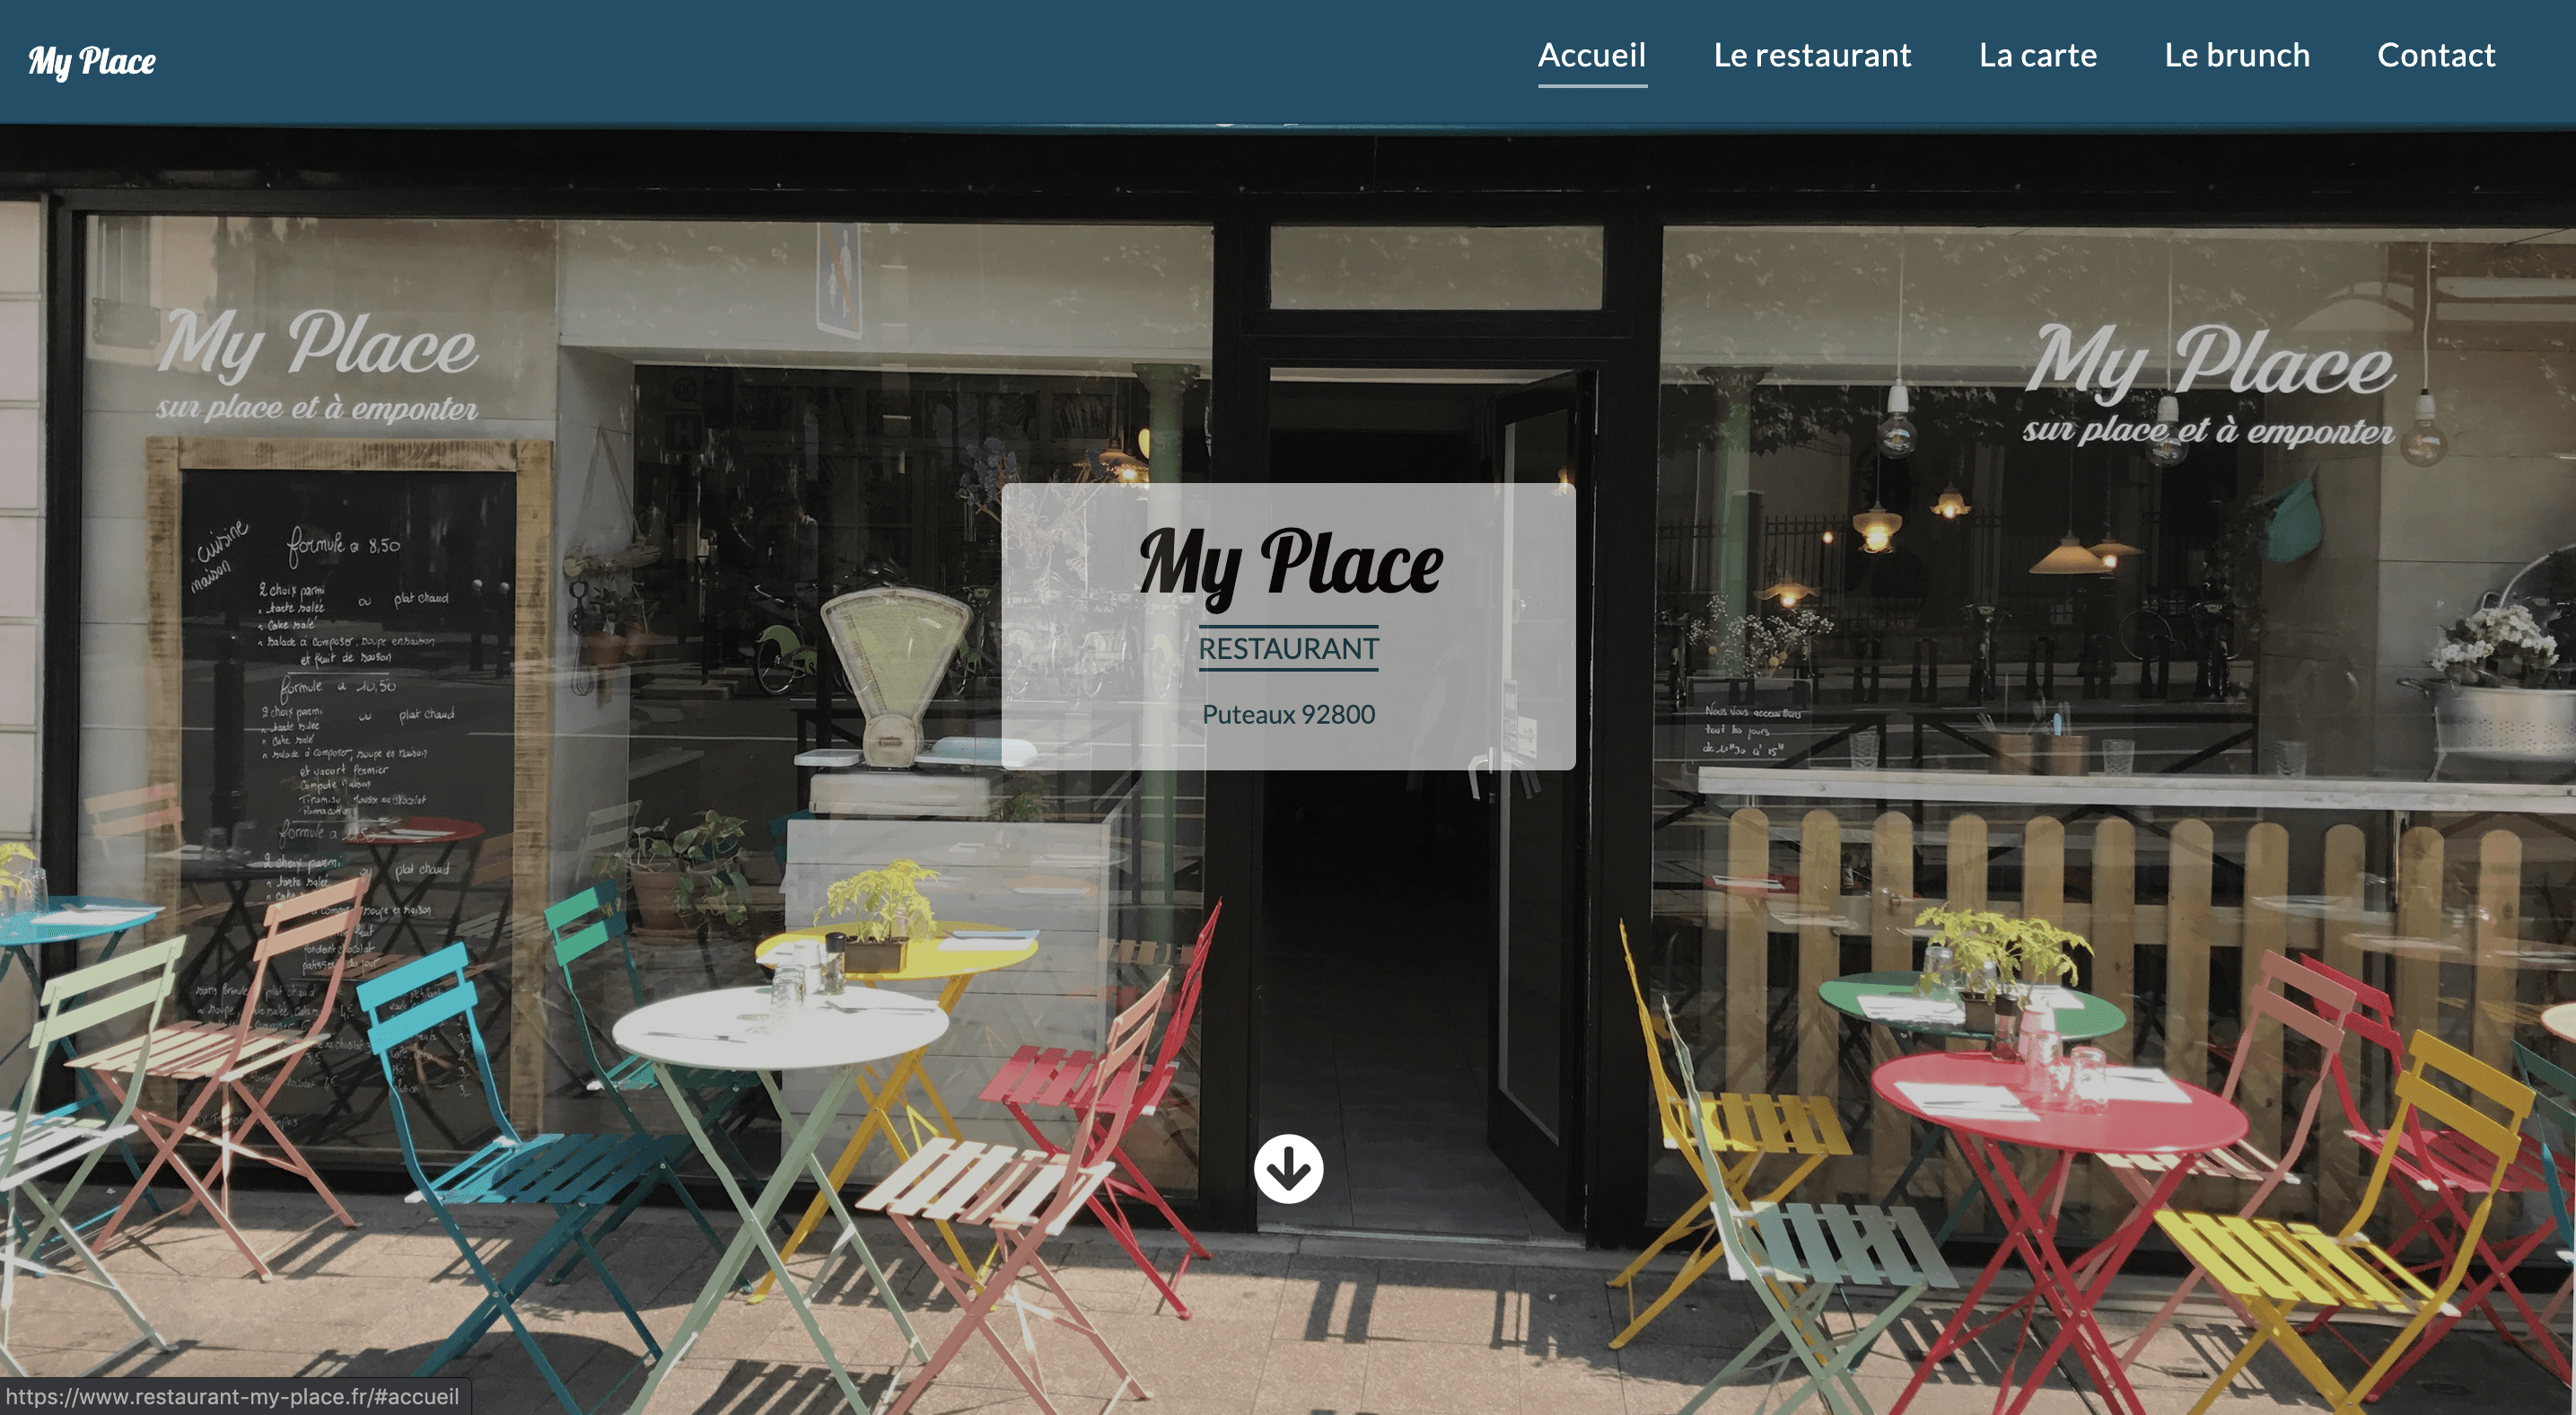 My Place
Accueil Le restaurant La carte Le brunch Contact
My Place
sur place et à emporter
My Place
sur place et à emporter
My Place
RESTAURANT
Puteaux 92800
cuisine
maison
formule a 8,50
2 choix parmi
tarte salée ou plat chaud
Cake salé
salade à composer, soupe en saison
et fruit de saison
formule a 10,50
2 choix parmi ou plat chaud
tarte salé
Cake salé
salade à composer, soupe en saison
et yaourt fermier
Compote Maison
Tiramisu Mousse au chocolat
Panna cotta
formule a
2 choix parmi
ou plat chaud
tarte salée
Nous vous accueillons
tout les jours
de 11H30 à 15H
https://www.restaurant-my-place.fr/#accueil